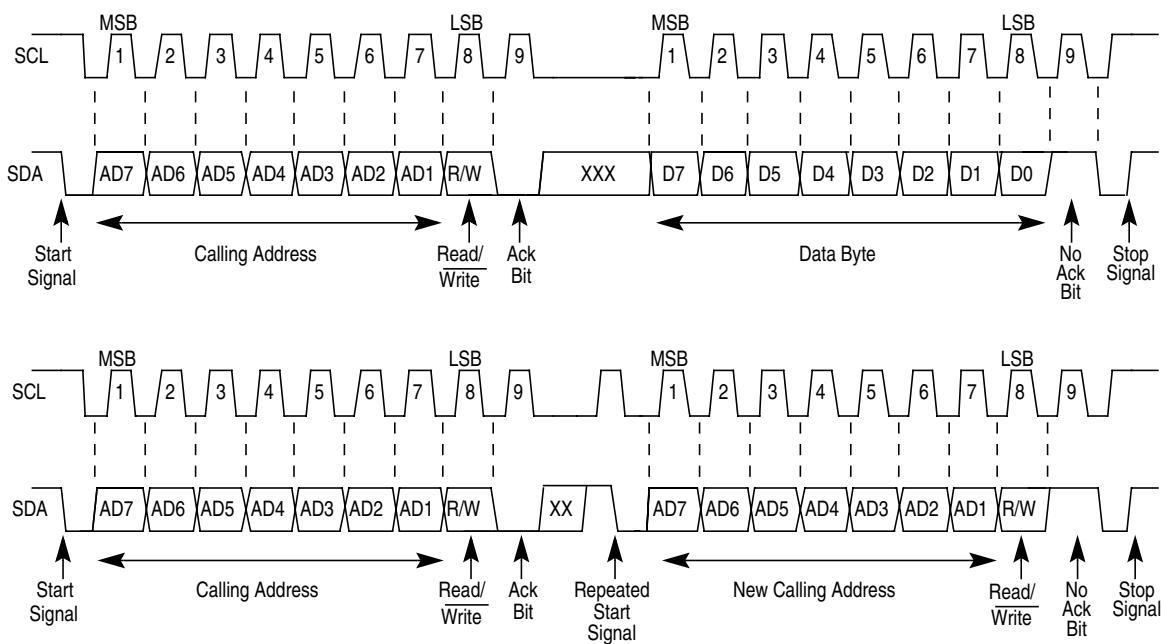 MSB LSB MSB LSB
SCL 1 2 3 4 5 6 7 8 9 1 2 3 4 5 6 7 8 9
SDA AD7 AD6 AD5 AD4 AD3 AD2 AD1 R/W XXX D7 D6 D5 D4 D3 D2 D1 D0
Start Calling Address Read/ Ack Data Byte No Stop
Signal Write Bit Ack Signal
Bit
MSB LSB MSB LSB
SCL 1 2 3 4 5 6 7 8 9 1 2 3 4 5 6 7 8 9
SDA AD7 AD6 AD5 AD4 AD3 AD2 AD1 R/W XX AD7 AD6 AD5 AD4 AD3 AD2 AD1 R/W
Start Calling Address Read/ Ack Repeated New Calling Address Read/ No Stop
Signal Write Bit Start Write Ack Signal
Signal Bit